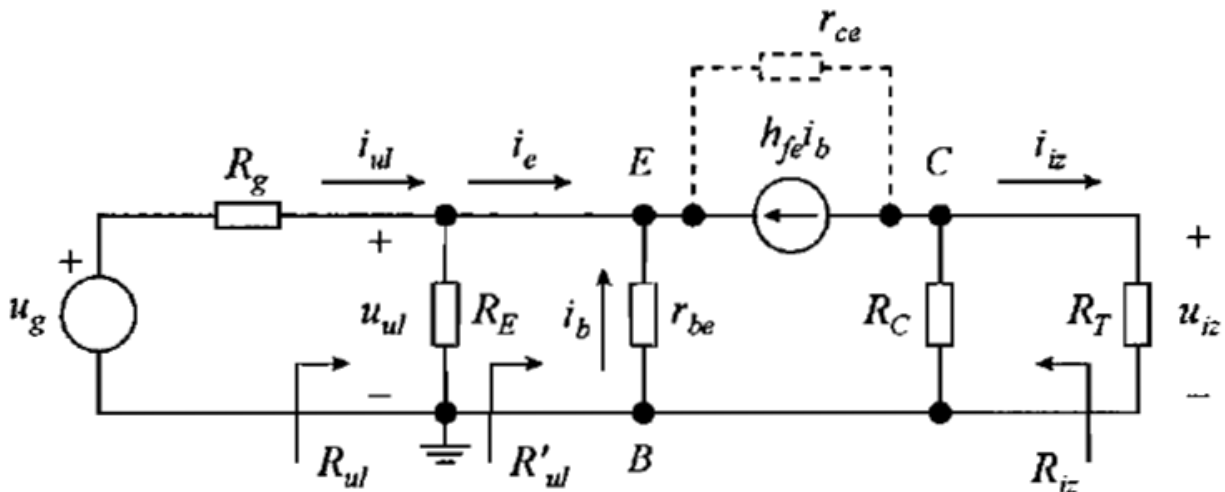 r_ce
h_fe i_b
R_g
i_ul
i_e
E
C
i_iz
+
+
+
u_g
u_ul
R_E
i_b
r_be
R_C
R_T
u_iz
−
−
R_ul
R'_ul
B
R_iz